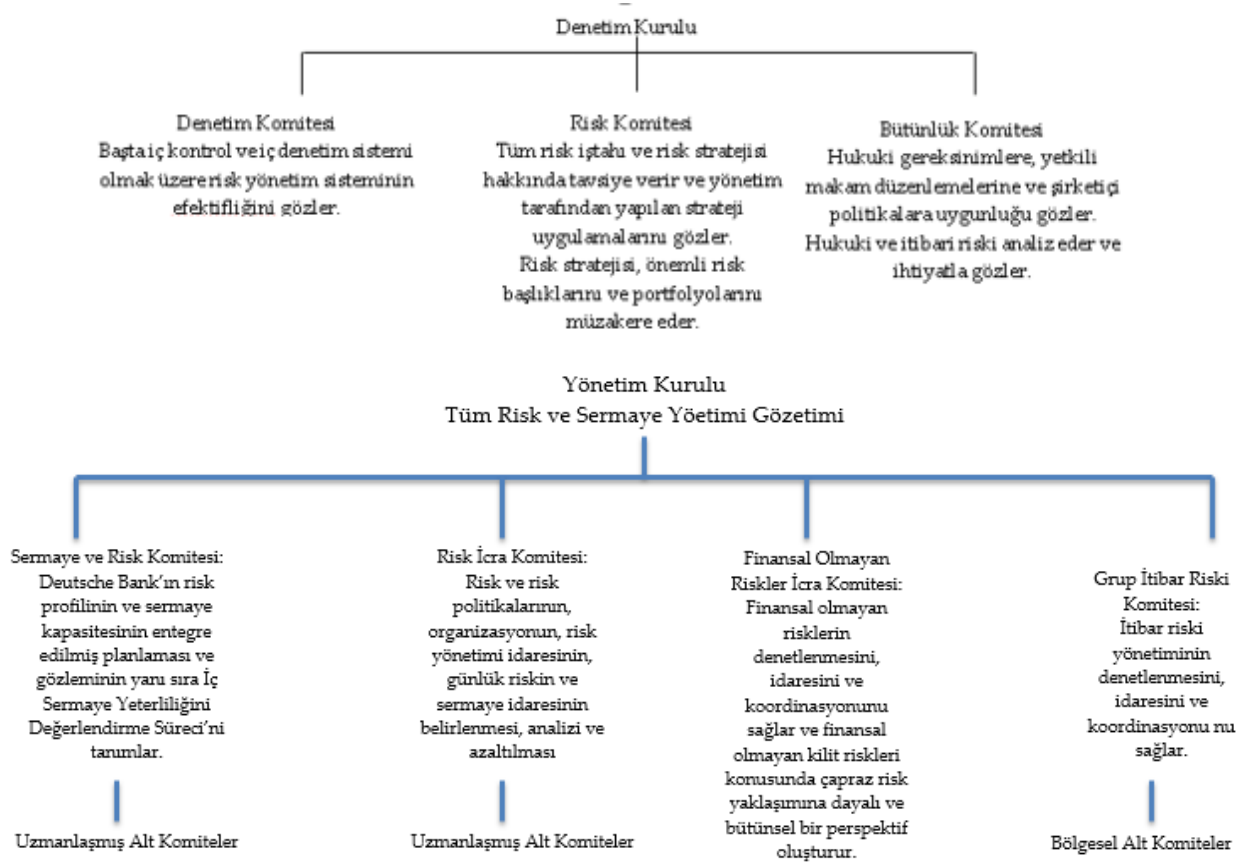 Denetim Kurulu
Denetim Komitesi
Başta iç kontrol ve iç denetim sistemi
olmak üzere risk yönetim sisteminin
efektifliğini gözler.
Risk Komitesi
Tüm risk iştahı ve risk stratejisi
hakkında tavsiye verir ve yönetim
tarafından yapılan strateji
uygulamalarını gözler.
Risk stratejisi, önemli risk
başlıklarını ve portfolyolarını
müzakere eder.
Bütünlük Komitesi
Hukuki gereksinimlere, yetkili
makam düzenlemelerine ve şirketiçi
politikalara uygunluğu gözler.
Hukuki ve itibari riski analiz eder ve
ihtiyatla gözler.
Yönetim Kurulu
Tüm Risk ve Sermaye Yöetimi Gözetimi
Sermaye ve Risk Komitesi:
Deutsche Bank'ın risk
profilinin ve sermaye
kapasitesinin entegre
edilmiş planlaması ve
gözleminin yanı sıra İç
Sermaye Yeterliliğini
Değerlendirme Süreci'ni
tanımlar.
Uzmanlaşmış Alt Komiteler
Risk İcra Komitesi:
Risk ve risk
politikalarının,
organizasyonun, risk
yönetimi idaresinin,
günlük riskin ve
sermaye idaresinin
belirlenmesi, analizi ve
azaltılması
Uzmanlaşmış Alt Komiteler
Finansal Olmayan
Riskler İcra Komitesi:
Finansal olmayan
risklerin
denetlenmesini,
idaresini ve
koordinasyonunu
sağlar ve finansal
olmayan kilit riskleri
konusunda çapraz risk
yaklaşımına dayalı ve
bütünsel bir perspektif
oluşturur.
Grup İtibar Riski
Komitesi:
İtibar riski
yönetiminin
denetlenmesini,
idaresini ve
koordinasyonu nu
sağlar.
Bölgesel Alt Komiteler